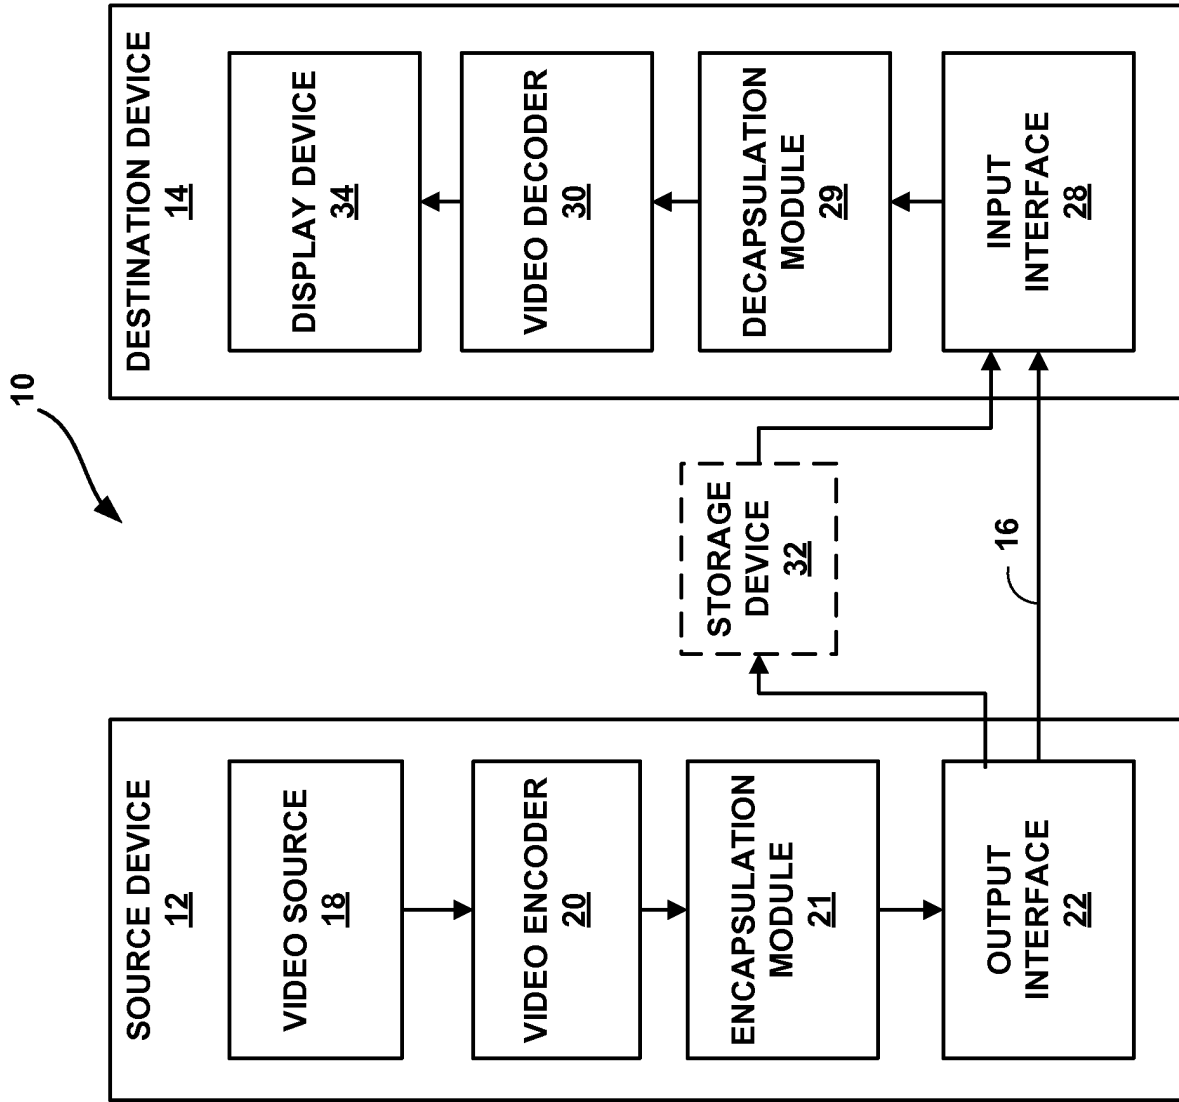 10
SOURCE DEVICE
12
VIDEO SOURCE
18
VIDEO ENCODER
20
ENCAPSULATION
MODULE
21
OUTPUT
INTERFACE
22
STORAGE
DEVICE
32
16
DESTINATION DEVICE
14
DISPLAY DEVICE
34
VIDEO DECODER
30
DECAPSULATION
MODULE
29
INPUT
INTERFACE
28